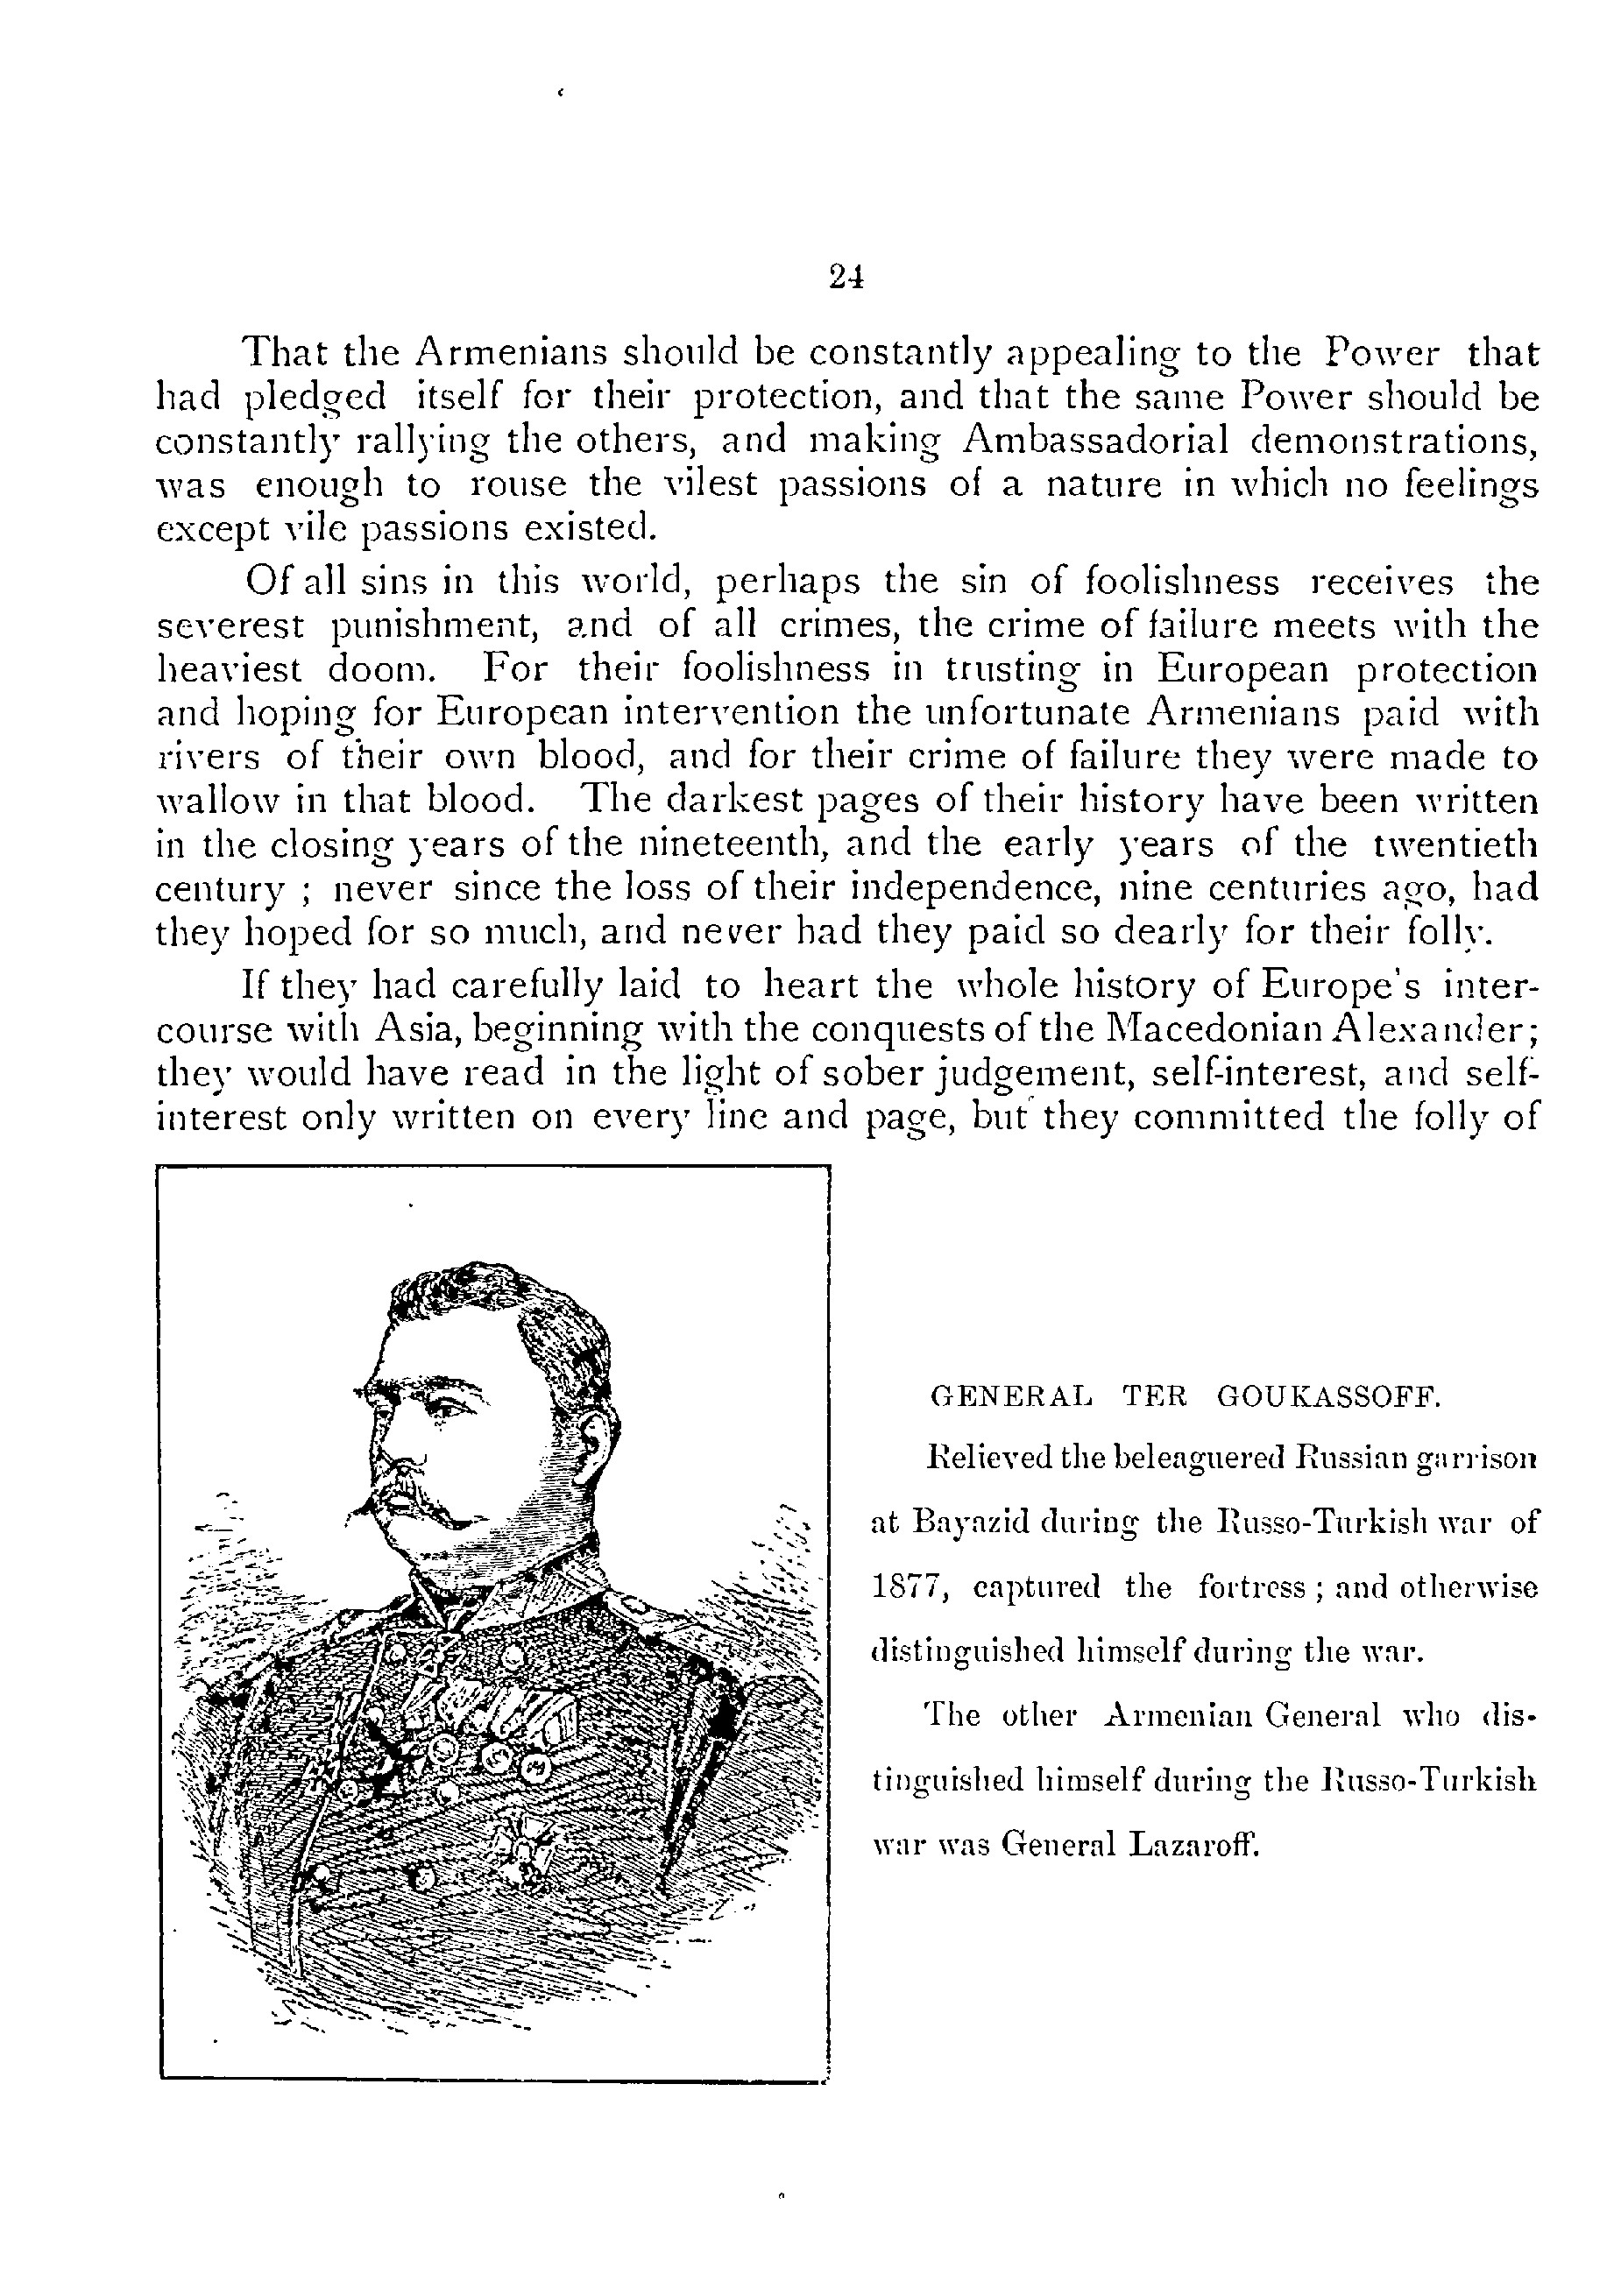 24
That the Armenians should be constantly appealing to the Power that
had pledged itself for their protection, and that the same Power should be
constantly rallying the others, and making Ambassadorial demonstrations,
was enough to rouse the vilest passions of a nature in which no feelings
except vile passions existed.
Of all sins in this world, perhaps the sin of foolishness receives the
severest punishment, and of all crimes, the crime of failure meets with the
heaviest doom. For their foolishness in trusting in European protection
and hoping for European intervention the unfortunate Armenians paid with
rivers of their own blood, and for their crime of failure they were made to
wallow in that blood. The darkest pages of their history have been written
in the closing years of the nineteenth, and the early years of the twentieth
century ; never since the loss of their independence, nine centuries ago, had
they hoped for so much, and never had they paid so dearly for their folly.
If they had carefully laid to heart the whole history of Europe's inter-
course with Asia, beginning with the conquests of the Macedonian Alexander;
they would have read in the light of sober judgement, self-interest, and self-
interest only written on every line and page, but they committed the folly of
GENERAL TER GOUKASSOFF.
Relieved the beleaguered Russian garrison
at Bayazid during the Russo-Turkish war of
1877, captured the fortress ; and otherwise
distinguished himself during the war.
The other Armenian General who dis-
tinguished himself during the Russo-Turkish
war was General Lazaroff.